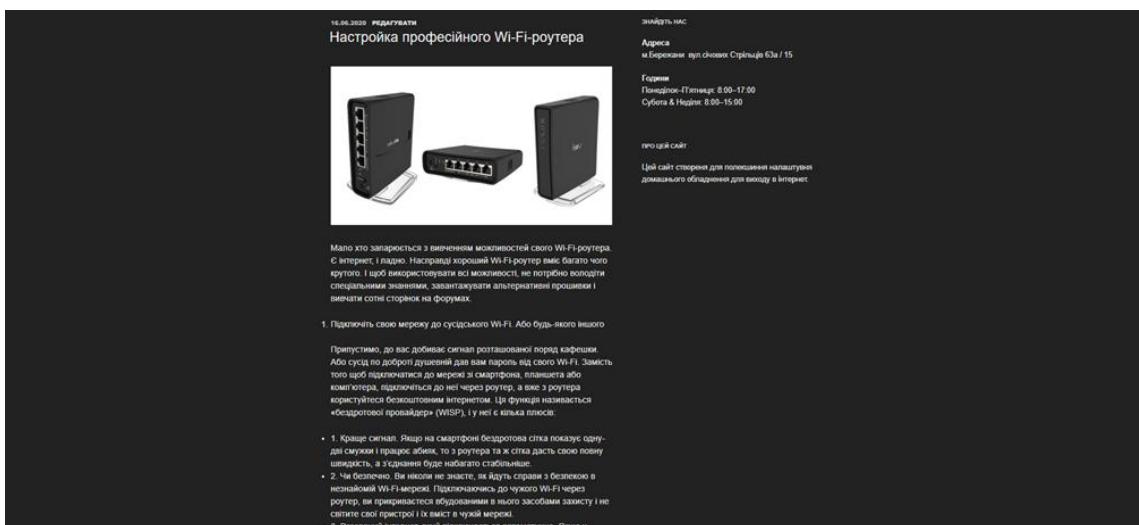 16.06.2020 РЕДАГУВАТИ
Настройка професійного Wi-Fi-роутера
Мало хто запарюється з вивченням можливостей свого Wi-Fi-роутера.
Є інтернет, і ладно. Насправді хороший Wi-Fi-роутер вміє багато чого
крутого. І щоб використовувати всі можливості, не потрібно володіти
спеціальними знаннями, завантажувати альтернативні прошивки і
вивчати сотні сторінок на форумах.
1. Підключіть свою мережу до сусідського Wi-Fi. Або будь-якого іншого
Припустимо, до вас добиває сигнал розташованої поряд кафешки.
Або сусід по доброті душевній дав вам пароль від свого Wi-Fi. Замість
того щоб підключатися до мережі зі смартфона, планшета або
комп'ютера, підключіться до неї через роутер, а вже з роутера
користуйтеся безкоштовним інтернетом. Ця функція називається
«бездротової провайдер» (WISP), і у неї є кілька плюсів:
• 1. Краще сигнал. Якщо на смартфоні бездротова сітка показує одну-
дві смужки і працює абияк, то з роутера та ж сітка дасть свою повну
швидкість, а з'єднання буде набагато стабільніше.
• 2. Чи безпечно. Ви ніколи не знаєте, як йдуть справи з безпекою в
незнайомій Wi-Fi-мережі. Підключаючись до чужого Wi-Fi через
роутер, ви прикриваєтеся вбудованими в нього засобами захисту і не
світите свої пристрої і їх вміст в чужій мережі.
ЗНАЙДІТЬ НАС
Адреса
м.Бережани вул.січових Стрільців 63а / 15
Години
Понеділок–П'ятниця: 8:00–17:00
Субота & Неділя: 8:00–15:00
ПРО ЦЕЙ САЙТ
Цей сайт створеня для полекшиння налаштувня
домашнього обладнення для виходу в інтернет.